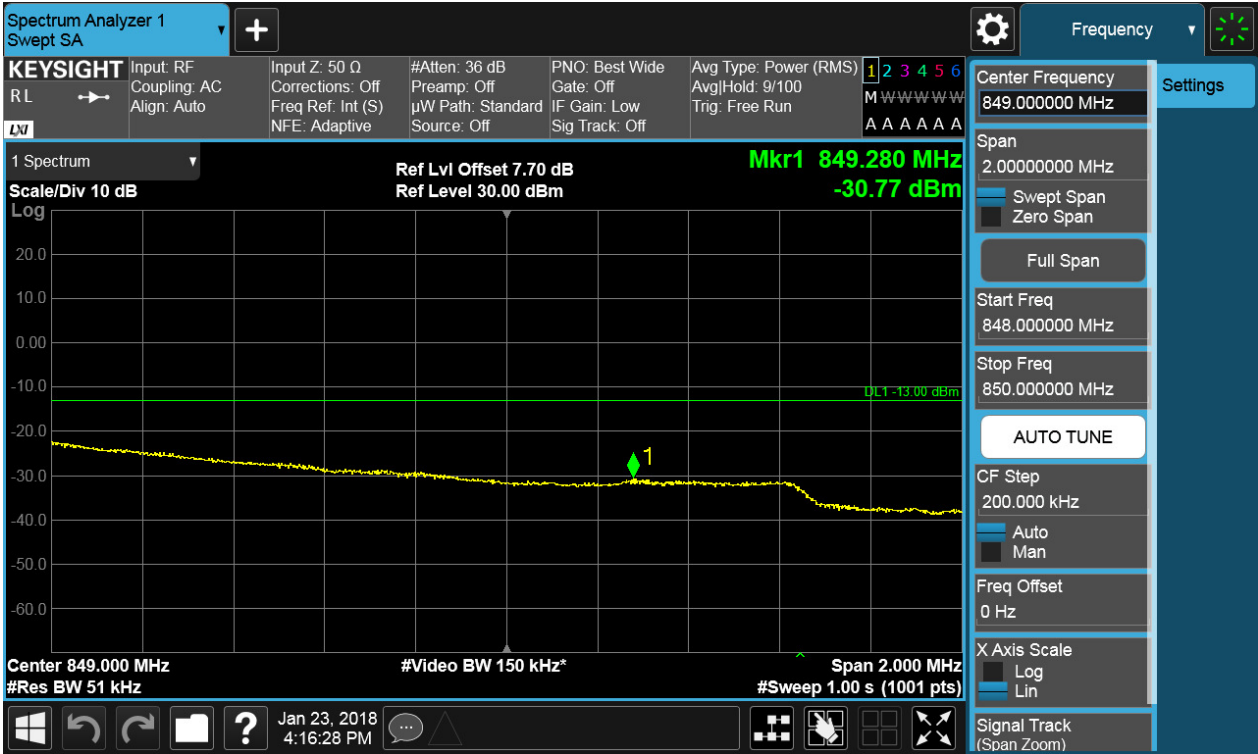 Spectrum Analyzer 1
Swept SA
+
Frequency
KEYSIGHT
RL
LXI
Input: RF
Coupling: AC
Align: Auto
Input Z: 50 Ω
Corrections: Off
Freq Ref: Int (S)
NFE: Adaptive
#Atten: 36 dB
Preamp: Off
µW Path: Standard
Source: Off
PNO: Best Wide
Gate: Off
IF Gain: Low
Sig Track: Off
Avg Type: Power (RMS)
Avg|Hold: 9/100
Trig: Free Run
1 2 3 4 5 6
M W W W W W
A A A A A A
1 Spectrum
Scale/Div 10 dB
Log
Ref Lvl Offset 7.70 dB
Ref Level 30.00 dBm
Mkr1 849.280 MHz
-30.77 dBm
20.0
10.0
0.00
-10.0
DL1 -13.00 dBm
-20.0
1
-30.0
-40.0
-50.0
-60.0
Center 849.000 MHz
#Res BW 51 kHz
#Video BW 150 kHz*
Span 2.000 MHz
#Sweep 1.00 s (1001 pts)
?
Jan 23, 2018
4:16:28 PM
Center Frequency
849.000000 MHz
Settings
Span
2.00000000 MHz
Swept Span
Zero Span
Full Span
Start Freq
848.000000 MHz
Stop Freq
850.000000 MHz
AUTO TUNE
CF Step
200.000 kHz
Auto
Man
Freq Offset
0 Hz
X Axis Scale
Log
Lin
Signal Track
(Span Zoom)